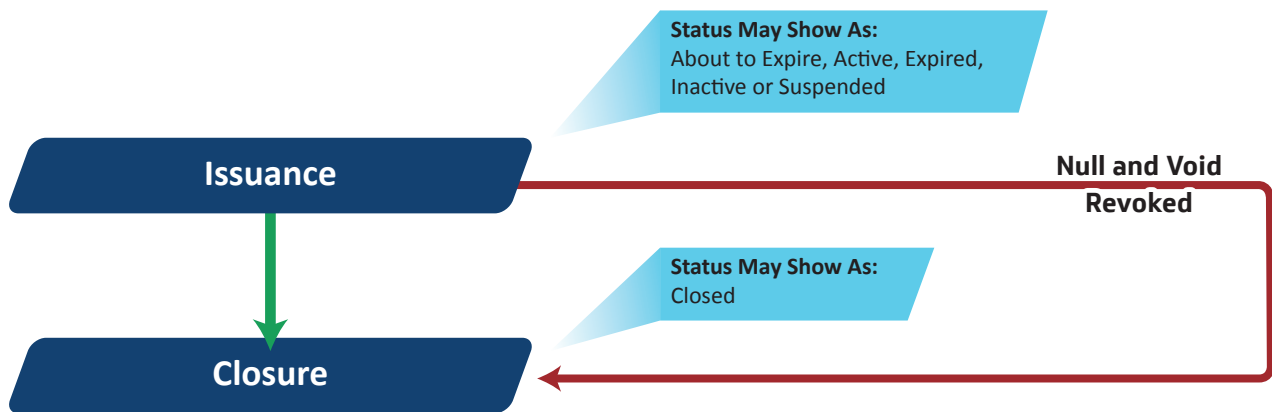 Status May Show As:
About to Expire, Active, Expired,
Inactive or Suspended
Issuance
Null and Void
Revoked
Status May Show As:
Closed
Closure